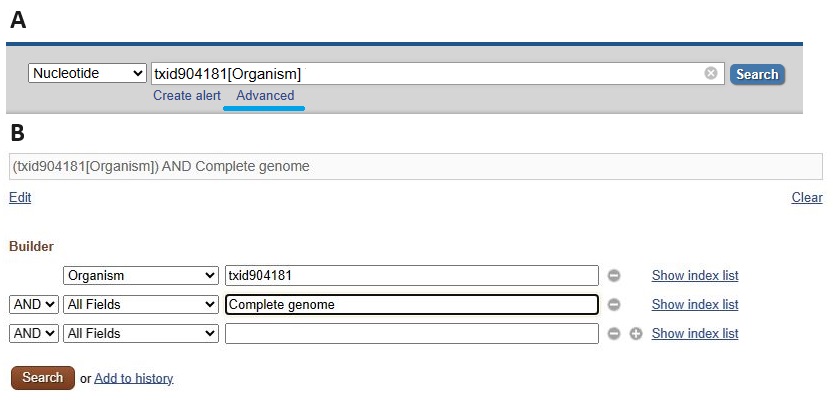 A
Nucleotide txid904181[Organism] Search
Create alert Advanced
B
(txid904181[Organism]) AND Complete genome
Edit Clear
Builder
Organism txid904181 Show index list
AND All Fields Complete genome Show index list
AND All Fields Show index list
Search or Add to history